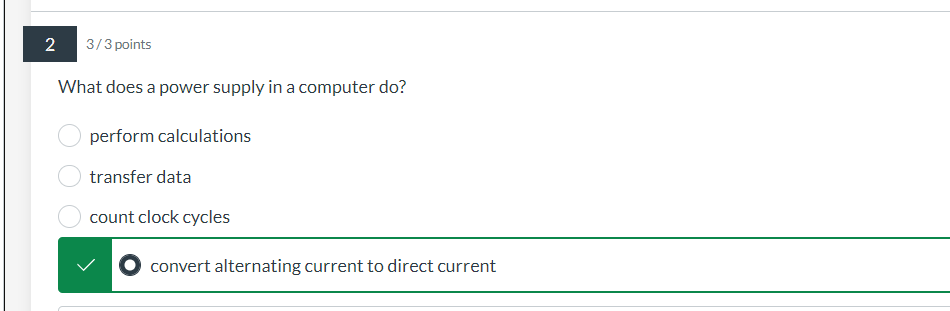 2
3 / 3 points
What does a power supply in a computer do?
perform calculations
transfer data
count clock cycles
convert alternating current to direct current